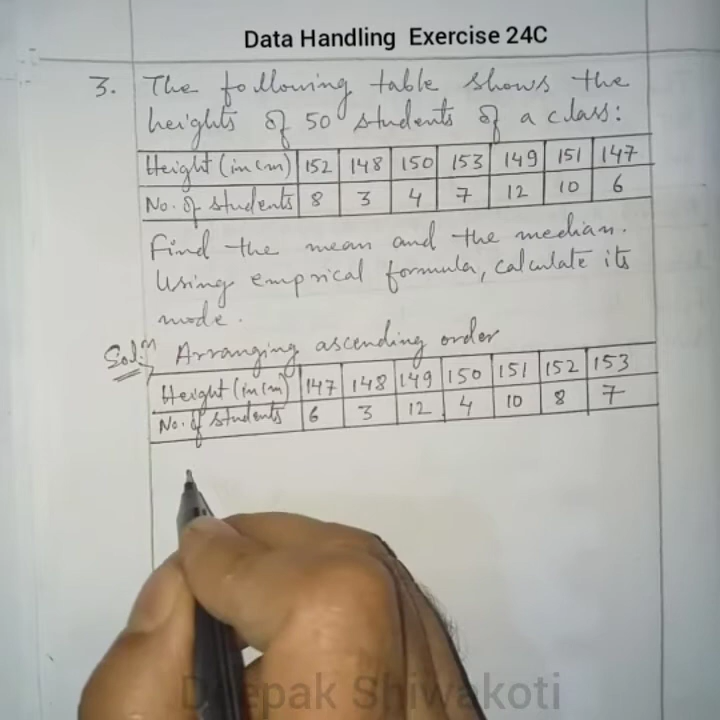 Data Handling Exercise 24C
3. The following table shows the
heights of 50 students of a class:
Height (in cm) 152 148 150 153 149 151 147
No. of students 8 3 4 7 12 10 6
Find the mean and the median.
Using emprical formula, calculate its
mode.
Solⁿ: Arranging ascending order
Height (in cm) 147 148 149 150 151 152 153
No. of students 6 3 12 4 10 8 7
Deepak Shiwakoti